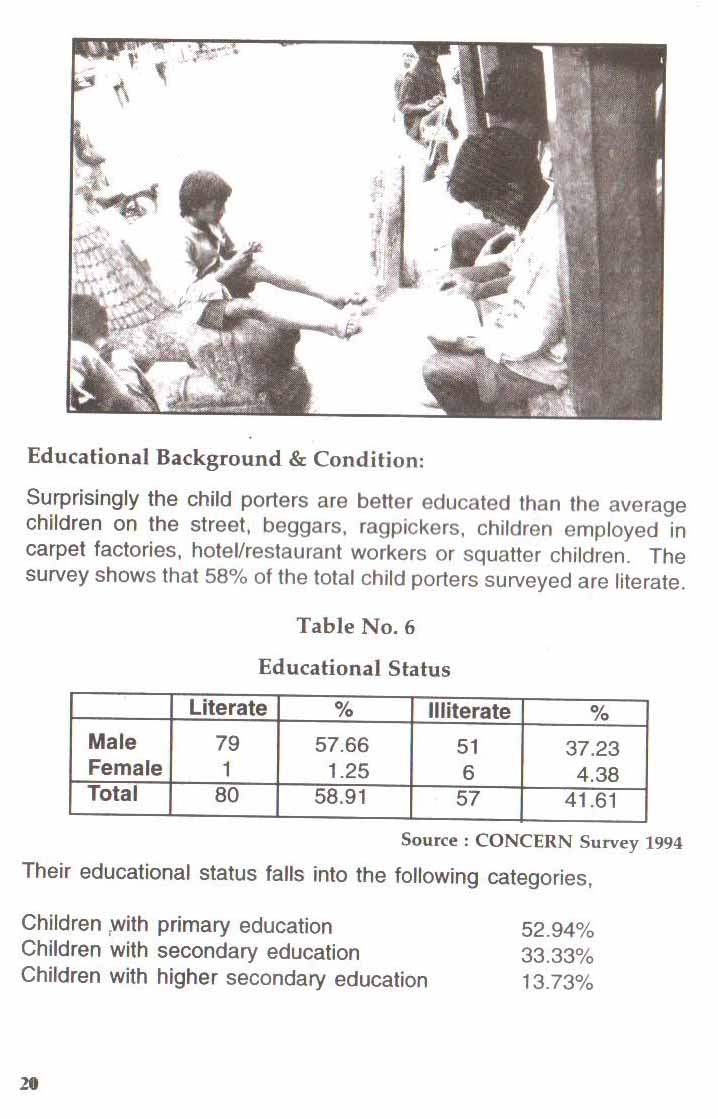 Educational Background & Condition:
Surprisingly the child porters are better educated than the average
children on the street, beggars, ragpickers, children employed in
carpet factories, hotel/restaurant workers or squatter children. The
survey shows that 58% of the total child porters surveyed are literate.
Table No. 6
Educational Status
Literate % Illiterate %
Male 79 57.66 51 37.23
Female 1 1.25 6 4.38
Total 80 58.91 57 41.61
Source : CONCERN Survey 1994
Their educational status falls into the following categories,
Children with primary education 52.94%
Children with secondary education 33.33%
Children with higher secondary education 13.73%
20